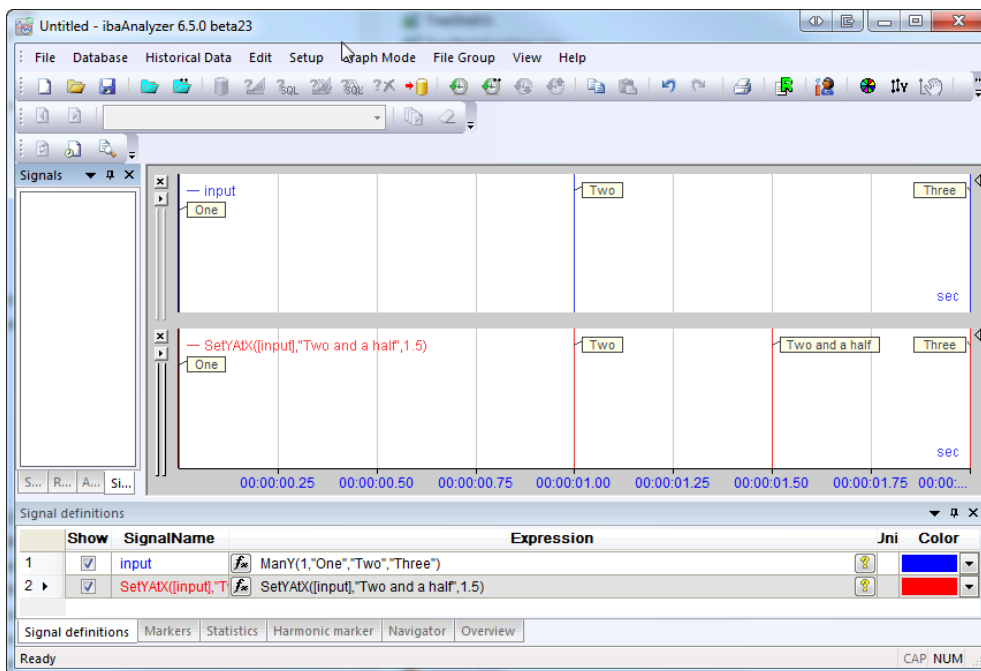 Untitled - ibaAnalyzer 6.5.0 beta23
File Database Historical Data Edit Setup Graph Mode File Group View Help
SQL SQL
Signals
input
One
Two
Three
sec
SetYAtX([input],"Two and a half",1.5)
One
Two
Two and a half
Three
sec
00:00:00.25 00:00:00.50 00:00:00.75 00:00:01.00 00:00:01.25 00:00:01.50 00:00:01.75 00:00:...
S... R... A... Si...
Signal definitions
Show SignalName Expression Uni Color
1 input fx ManY(1,"One","Two","Three") ?
2 SetYAtX([input],"T fx SetYAtX([input],"Two and a half",1.5) ?
Signal definitions Markers Statistics Harmonic marker Navigator Overview
Ready CAP NUM